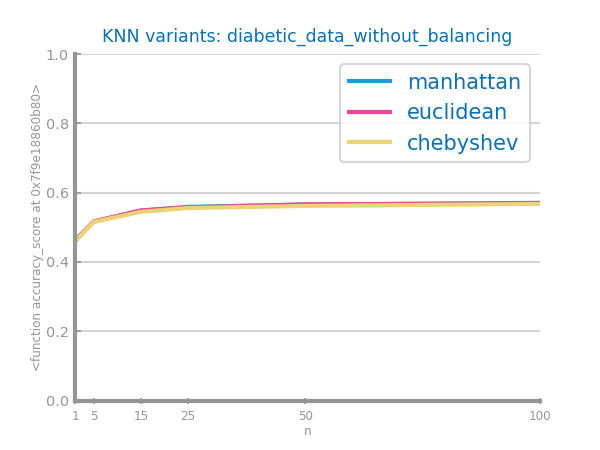 KNN variants: diabetic_data_without_balancing
<function accuracy_score at 0x7f9e18860b80>
1.0
0.8
0.6
0.4
0.2
0.0
manhattan
euclidean
chebyshev
1 5 15 25 50 100
n